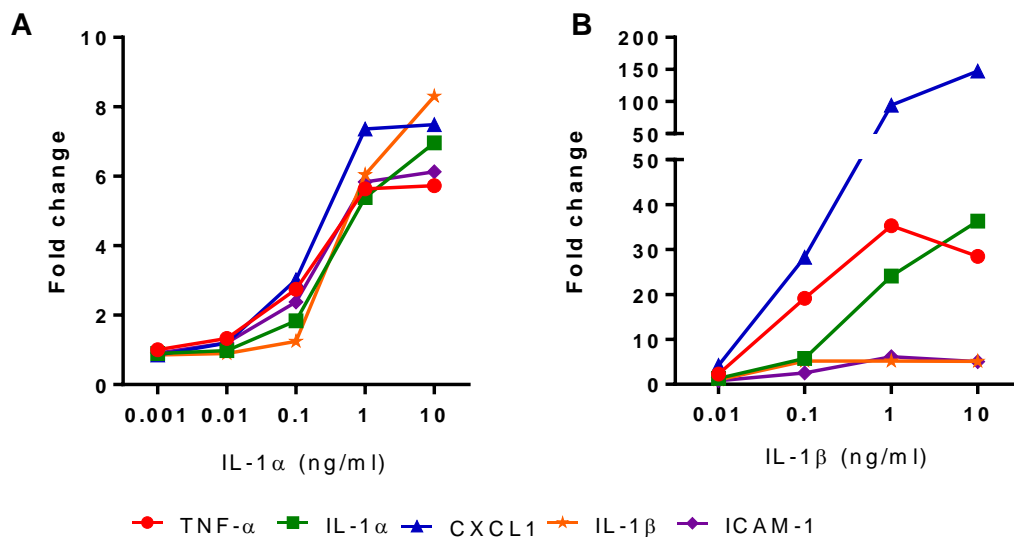 A
Fold change
10
8
6
4
2
0
0.001 0.01 0.1 1 10
IL-1α (ng/ml)
B
Fold change
200
150
100
50
50
40
30
20
10
0
0.01 0.1 1 10
IL-1β (ng/ml)
TNF-α IL-1α CXCL1 IL-1β ICAM-1